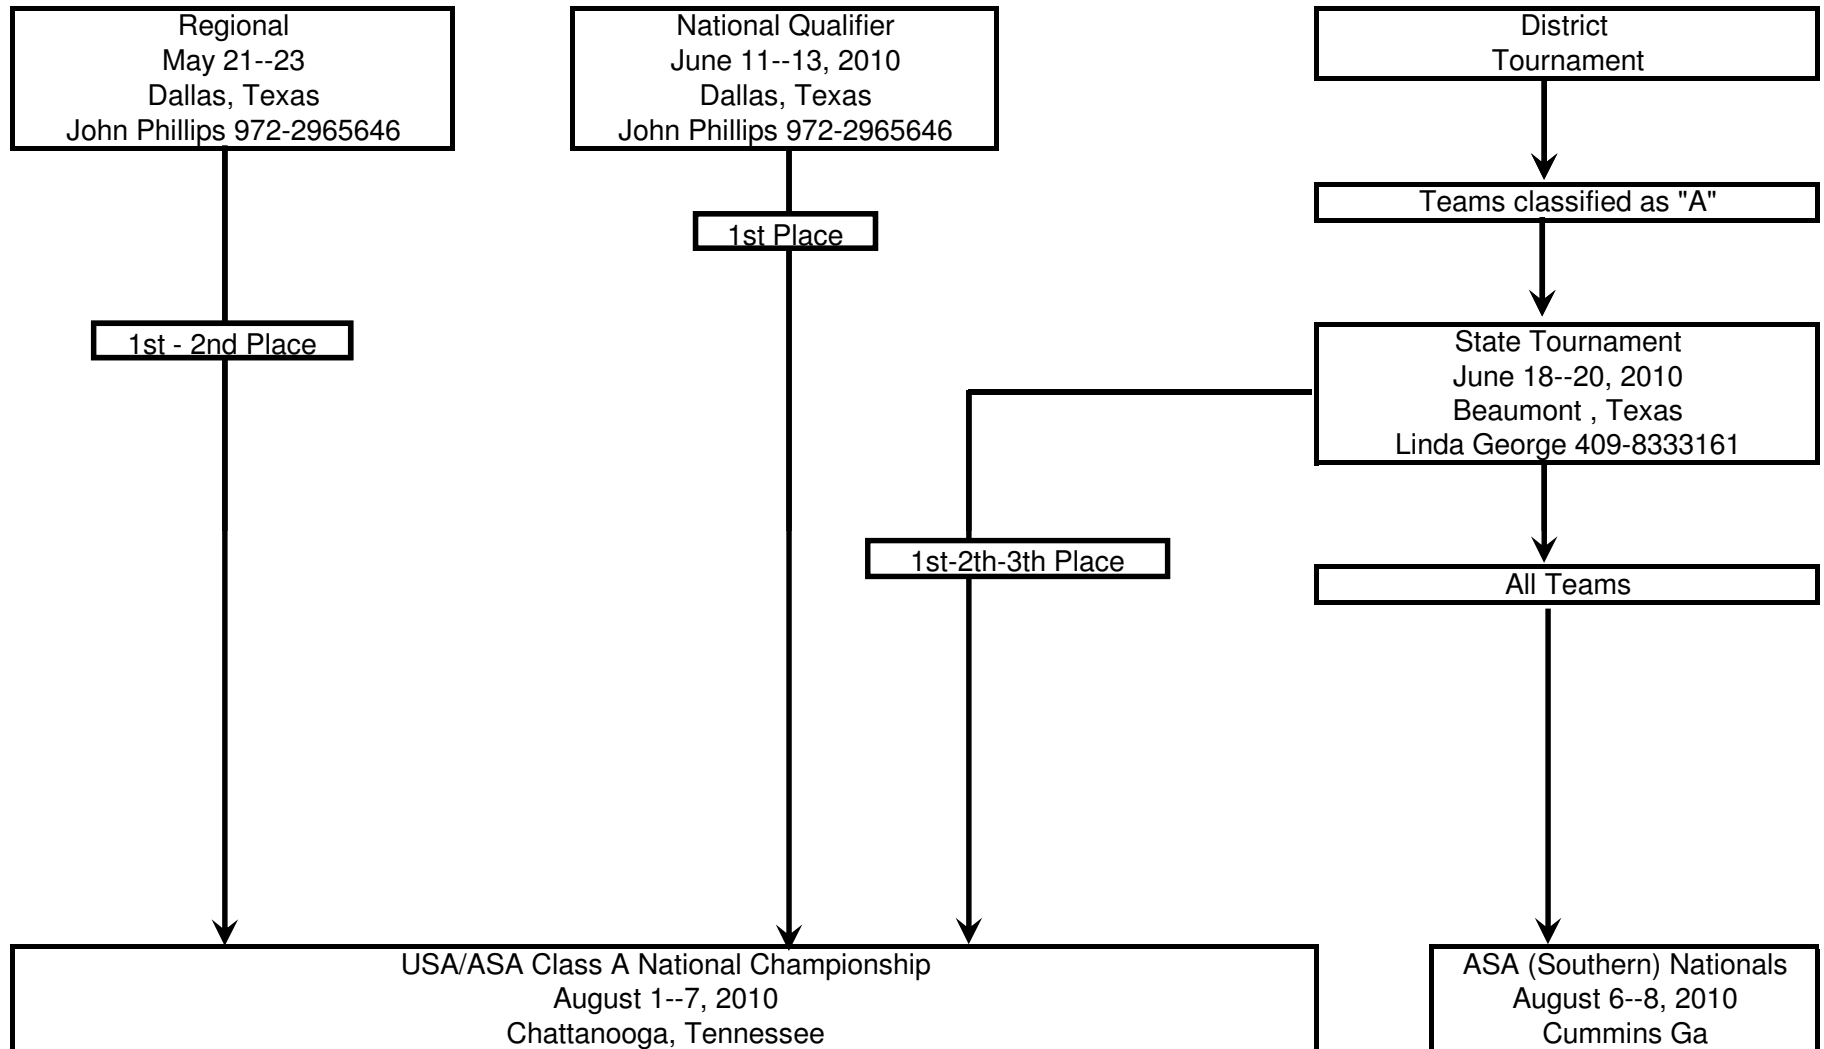 Regional
May 21--23
Dallas, Texas
John Phillips 972-2965646
National Qualifier
June 11--13, 2010
Dallas, Texas
John Phillips 972-2965646
District
Tournament
Teams classified as "A"
1st Place
1st - 2nd Place
State Tournament
June 18--20, 2010
Beaumont , Texas
Linda George 409-8333161
1st-2th-3th Place
All Teams
USA/ASA Class A National Championship
August 1--7, 2010
Chattanooga, Tennessee
ASA (Southern) Nationals
August 6--8, 2010
Cummins Ga